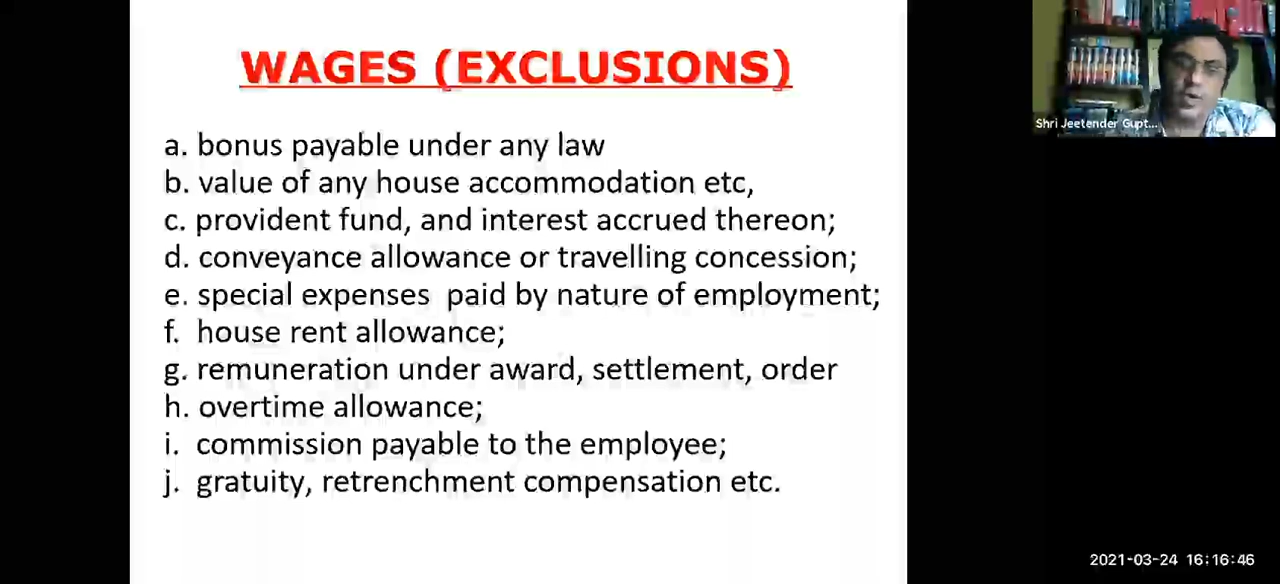 WAGES (EXCLUSIONS)
a. bonus payable under any law
b. value of any house accommodation etc,
c. provident fund, and interest accrued thereon;
d. conveyance allowance or travelling concession;
e. special expenses paid by nature of employment;
f. house rent allowance;
g. remuneration under award, settlement, order
h. overtime allowance;
i. commission payable to the employee;
j. gratuity, retrenchment compensation etc.
Shri Jeetender Gupt...
2021-03-24 16:16:46